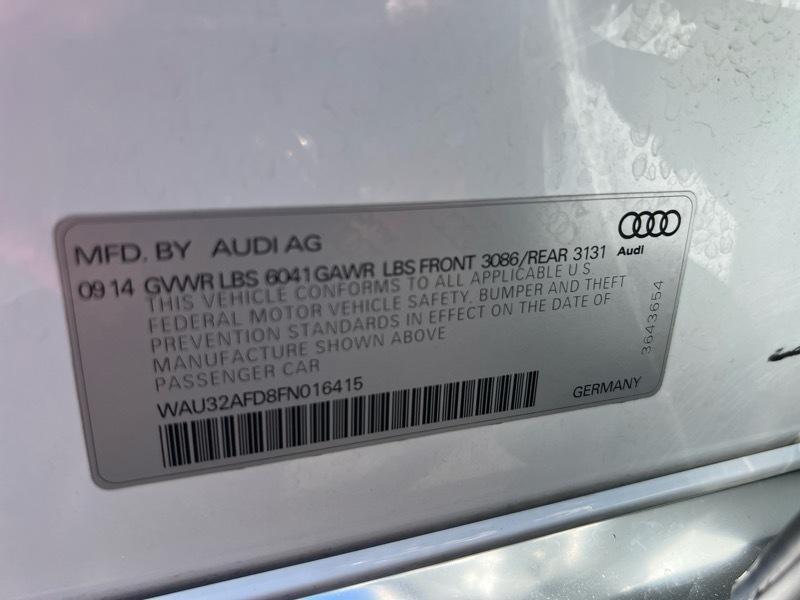 MFD. BY AUDI AG
Audi
09 14 GVWR LBS 6041 GAWR LBS FRONT 3086/REAR 3131
THIS VEHICLE CONFORMS TO ALL APPLICABLE U S
FEDERAL MOTOR VEHICLE SAFETY, BUMPER AND THEFT
PREVENTION STANDARDS IN EFFECT ON THE DATE OF
MANUFACTURE SHOWN ABOVE
PASSENGER CAR
3643654
WAU32AFD8FN016415
GERMANY